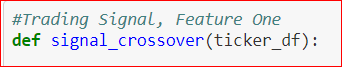 #Trading Signal, Feature One
def signal_crossover(ticker_df):